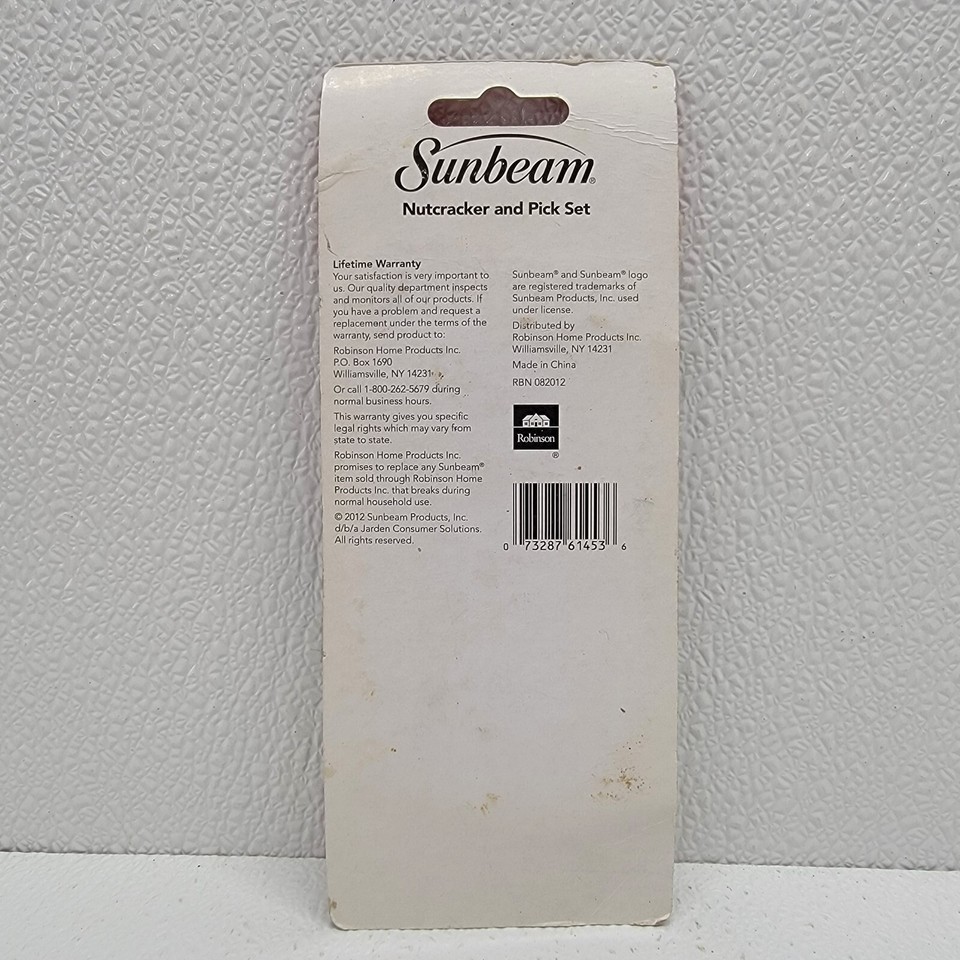 Sunbeam®
Nutcracker and Pick Set
Lifetime Warranty
Your satisfaction is very important to
us. Our quality department inspects
and monitors all of our products. If
you have a problem and request a
replacement under the terms of the
warranty, send product to:
Robinson Home Products Inc.
P.O. Box 1690
Williamsville, NY 14231
Or call 1-800-262-5679 during
normal business hours.
This warranty gives you specific
legal rights which may vary from
state to state.
Robinson Home Products Inc.
promises to replace any Sunbeam®
item sold through Robinson Home
Products Inc. that breaks during
normal household use.
© 2012 Sunbeam Products, Inc.
d/b/a Jarden Consumer Solutions.
All rights reserved.
Sunbeam® and Sunbeam® logo
are registered trademarks of
Sunbeam Products, Inc. used
under license.
Distributed by
Robinson Home Products Inc.
Williamsville, NY 14231
Made in China
RBN 082012
Robinson
®
0 73287 61453 6